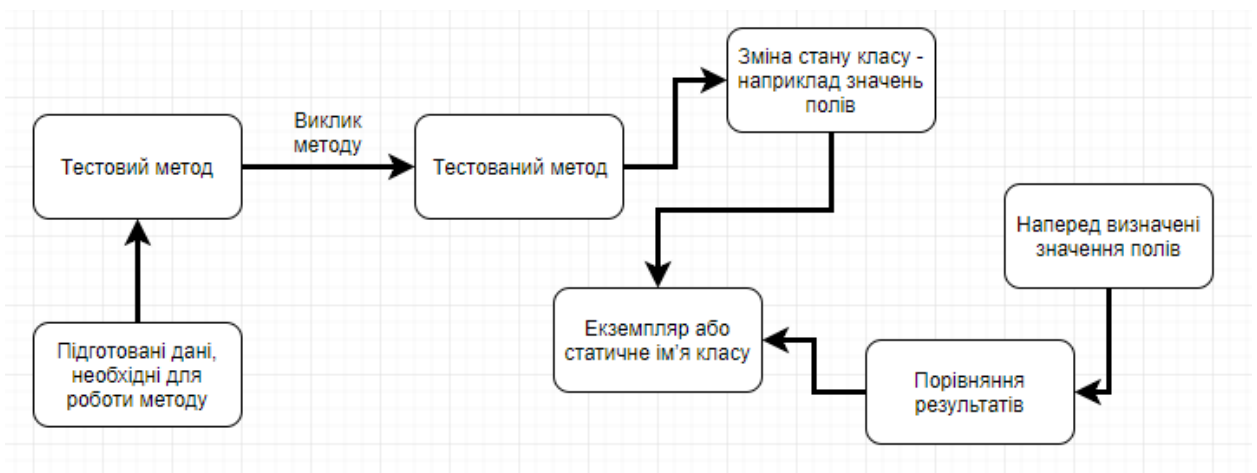 Зміна стану класу -
наприклад значень
полів
Виклик
методу
Тестовий метод
Тестований метод
Наперед визначені
значення полів
Екземпляр або
статичне ім'я класу
Підготовані дані,
необхідні для
роботи методу
Порівняння
результатів